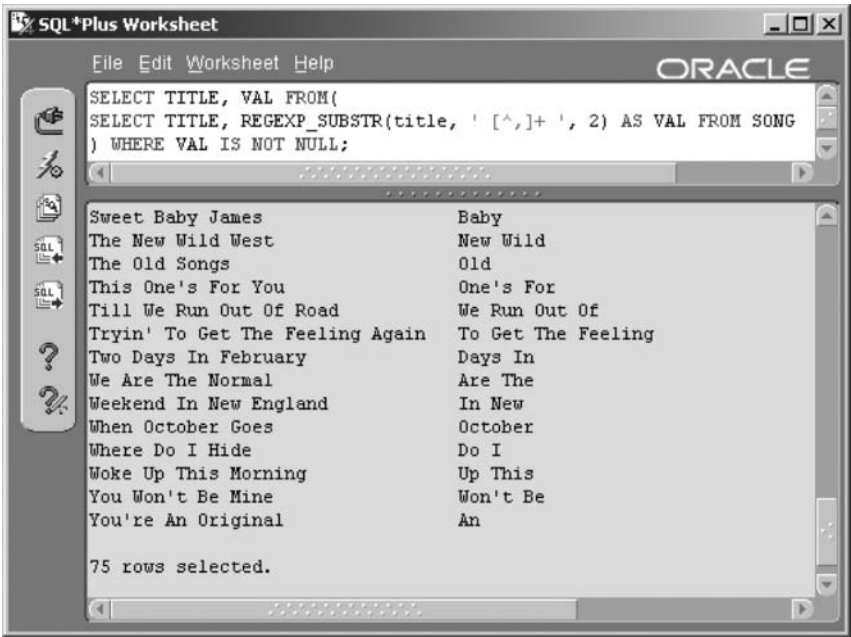 SQL*Plus Worksheet
File Edit Worksheet Help
ORACLE
SELECT TITLE, VAL FROM(
SELECT TITLE, REGEXP_SUBSTR(title, ' [^,]+ ', 2) AS VAL FROM SONG
) WHERE VAL IS NOT NULL;
Sweet Baby James Baby
The New Wild West New Wild
The Old Songs Old
This One's For You One's For
Till We Run Out Of Road We Run Out Of
Tryin' To Get The Feeling Again To Get The Feeling
Two Days In February Days In
We Are The Normal Are The
Weekend In New England In New
When October Goes October
Where Do I Hide Do I
Woke Up This Morning Up This
You Won't Be Mine Won't Be
You're An Original An
75 rows selected.
SQL
SQL